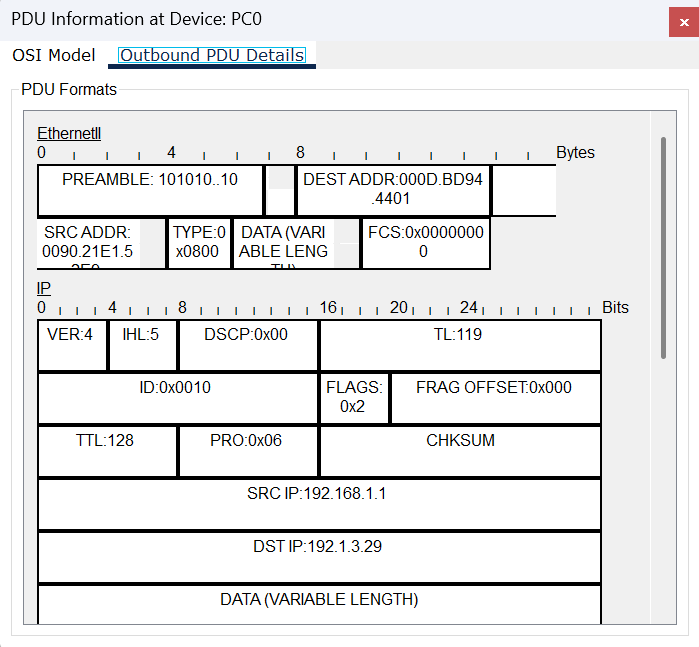 PDU Information at Device: PC0
OSI Model Outbound PDU Details
PDU Formats
EthernetII
0 4 8 Bytes
PREAMBLE: 101010..10 DEST ADDR:000D.BD94
.4401
SRC ADDR: TYPE:0 DATA (VARI FCS:0x0000000
0090.21E1.5 x0800 ABLE LENG 0
IP
0 4 8 16 20 24 Bits
VER:4 IHL:5 DSCP:0x00 TL:119
ID:0x0010 FLAGS: FRAG OFFSET:0x000
0x2
TTL:128 PRO:0x06 CHKSUM
SRC IP:192.168.1.1
DST IP:192.1.3.29
DATA (VARIABLE LENGTH)